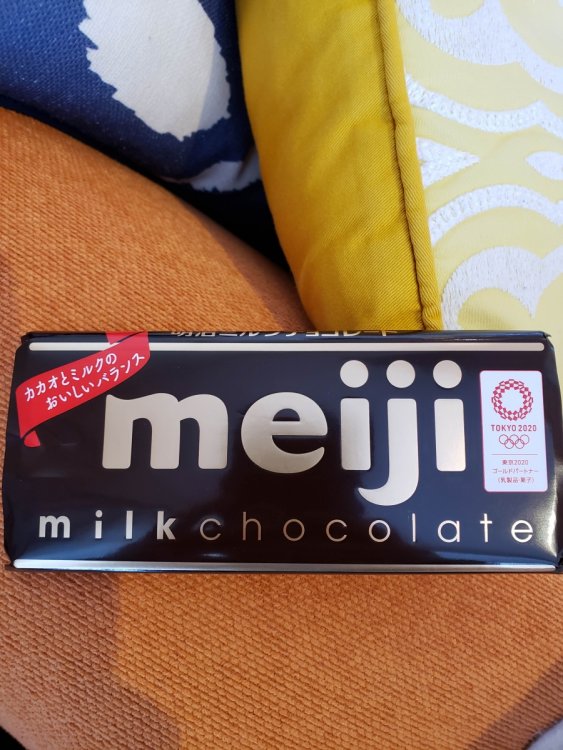 明治ミルクチョコレート
カカオとミルクの
おいしいバランス
meiji
milk chocolate
TOKYO 2020
東京2020
ゴールドパートナー
(乳製品・菓子)